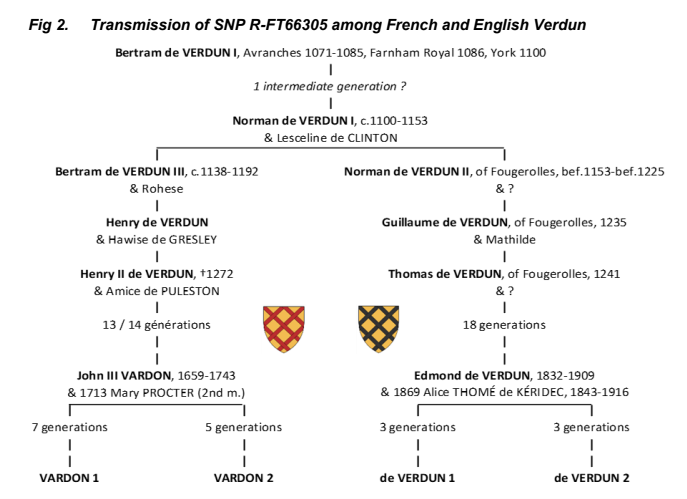 Fig 2. Transmission of SNP R-FT66305 among French and English Verdun
Bertram de VERDUN I, Avranches 1071-1085, Farnham Royal 1086, York 1100
1 intermediate generation ?
Norman de VERDUN I, c.1100-1153
& Lesceline de CLINTON
Bertram de VERDUN III, c.1138-1192
& Rohese
Norman de VERDUN II, of Fougerolles, bef.1153-bef.1225
& ?
Henry de VERDUN
& Hawise de GRESLEY
Guillaume de VERDUN, of Fougerolles, 1235
& Mathilde
Henry II de VERDUN, †1272
& Amice de PULESTON
Thomas de VERDUN, of Fougerolles, 1241
& ?
13 / 14 générations
18 generations
John III VARDON, 1659-1743
& 1713 Mary PROCTER (2nd m.)
Edmond de VERDUN, 1832-1909
& 1869 Alice THOMÉ de KÉRIDEC, 1843-1916
7 generations
5 generations
3 generations
3 generations
VARDON 1
VARDON 2
de VERDUN 1
de VERDUN 2